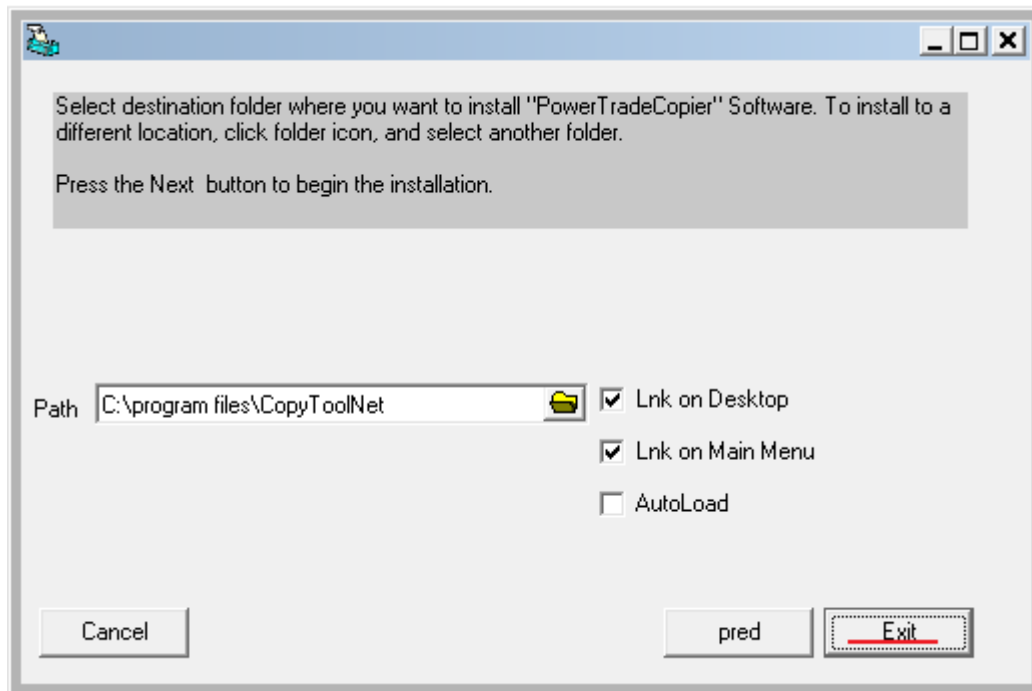 Select destination folder where you want to install "PowerTradeCopier" Software. To install to a
different location, click folder icon, and select another folder.
Press the Next  button to begin the installation.
Path C:\program files\CopyToolNet
Lnk on Desktop
Lnk on Main Menu
AutoLoad
Cancel pred Exit